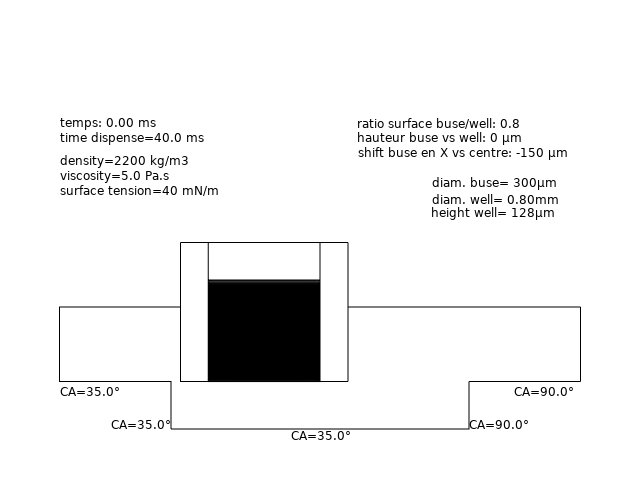 temps: 0.00 ms
time dispense=40.0 ms
density=2200 kg/m3
viscosity=5.0 Pa.s
surface tension=40 mN/m
ratio surface buse/well: 0.8
hauteur buse vs well: 0 µm
shift buse en X vs centre: -150 µm
diam. buse= 300µm
diam. well= 0.80mm
height well= 128µm
CA=35.0°
CA=90.0°
CA=35.0°
CA=90.0°
CA=35.0°